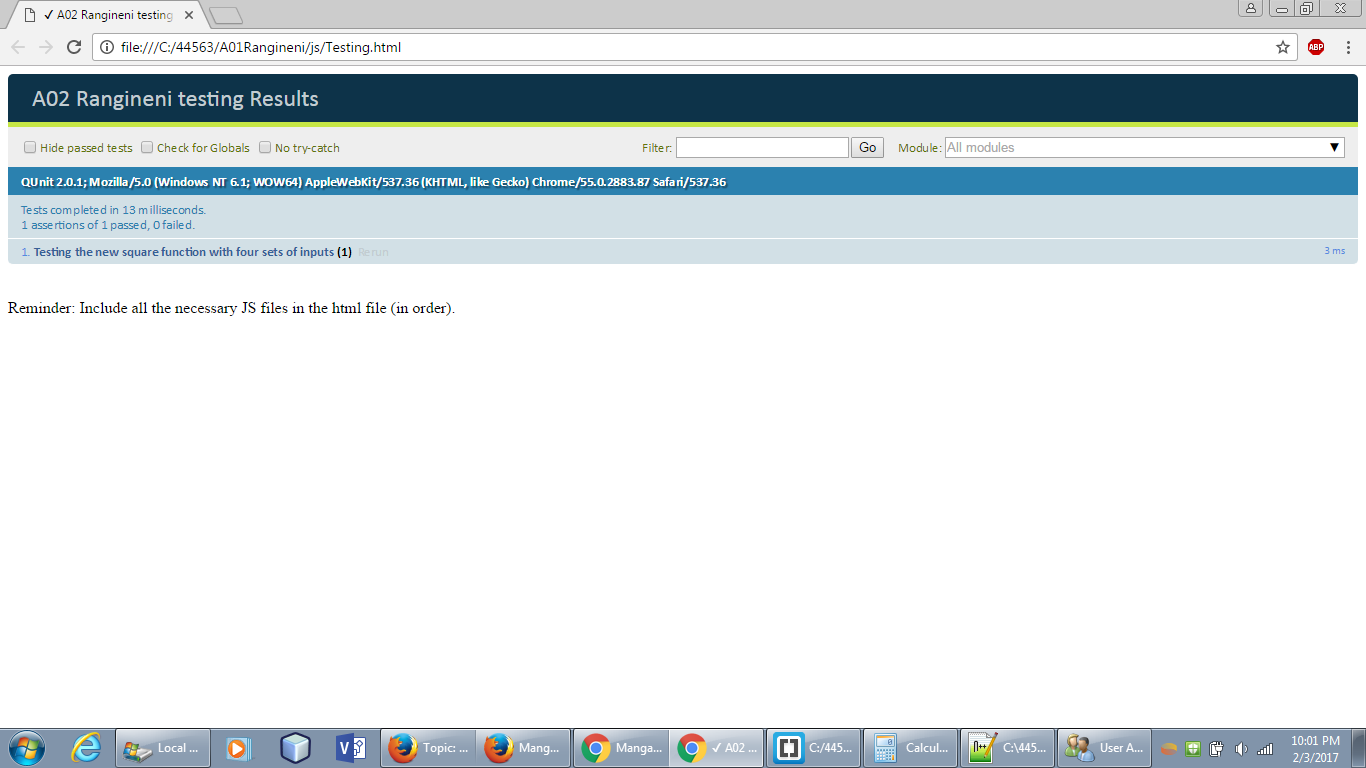 ✓ A02 Rangineni testing
file:///C:/44563/A01Rangineni/js/Testing.html
ABP
A02 Rangineni testing Results
Hide passed tests Check for Globals No try-catch Filter: Go Module: All modules ▼
QUnit 2.0.1; Mozilla/5.0 (Windows NT 6.1; WOW64) AppleWebKit/537.36 (KHTML, like Gecko) Chrome/55.0.2883.87 Safari/537.36
Tests completed in 13 milliseconds.
1 assertions of 1 passed, 0 failed.
1. Testing the new square function with four sets of inputs (1) Rerun 3 ms
Reminder: Include all the necessary JS files in the html file (in order).
Local ... Topic: ... Mang... Manga... ✓ A02 ... C:/445... Calcul... C:\445... User A... 10:01 PM
2/3/2017